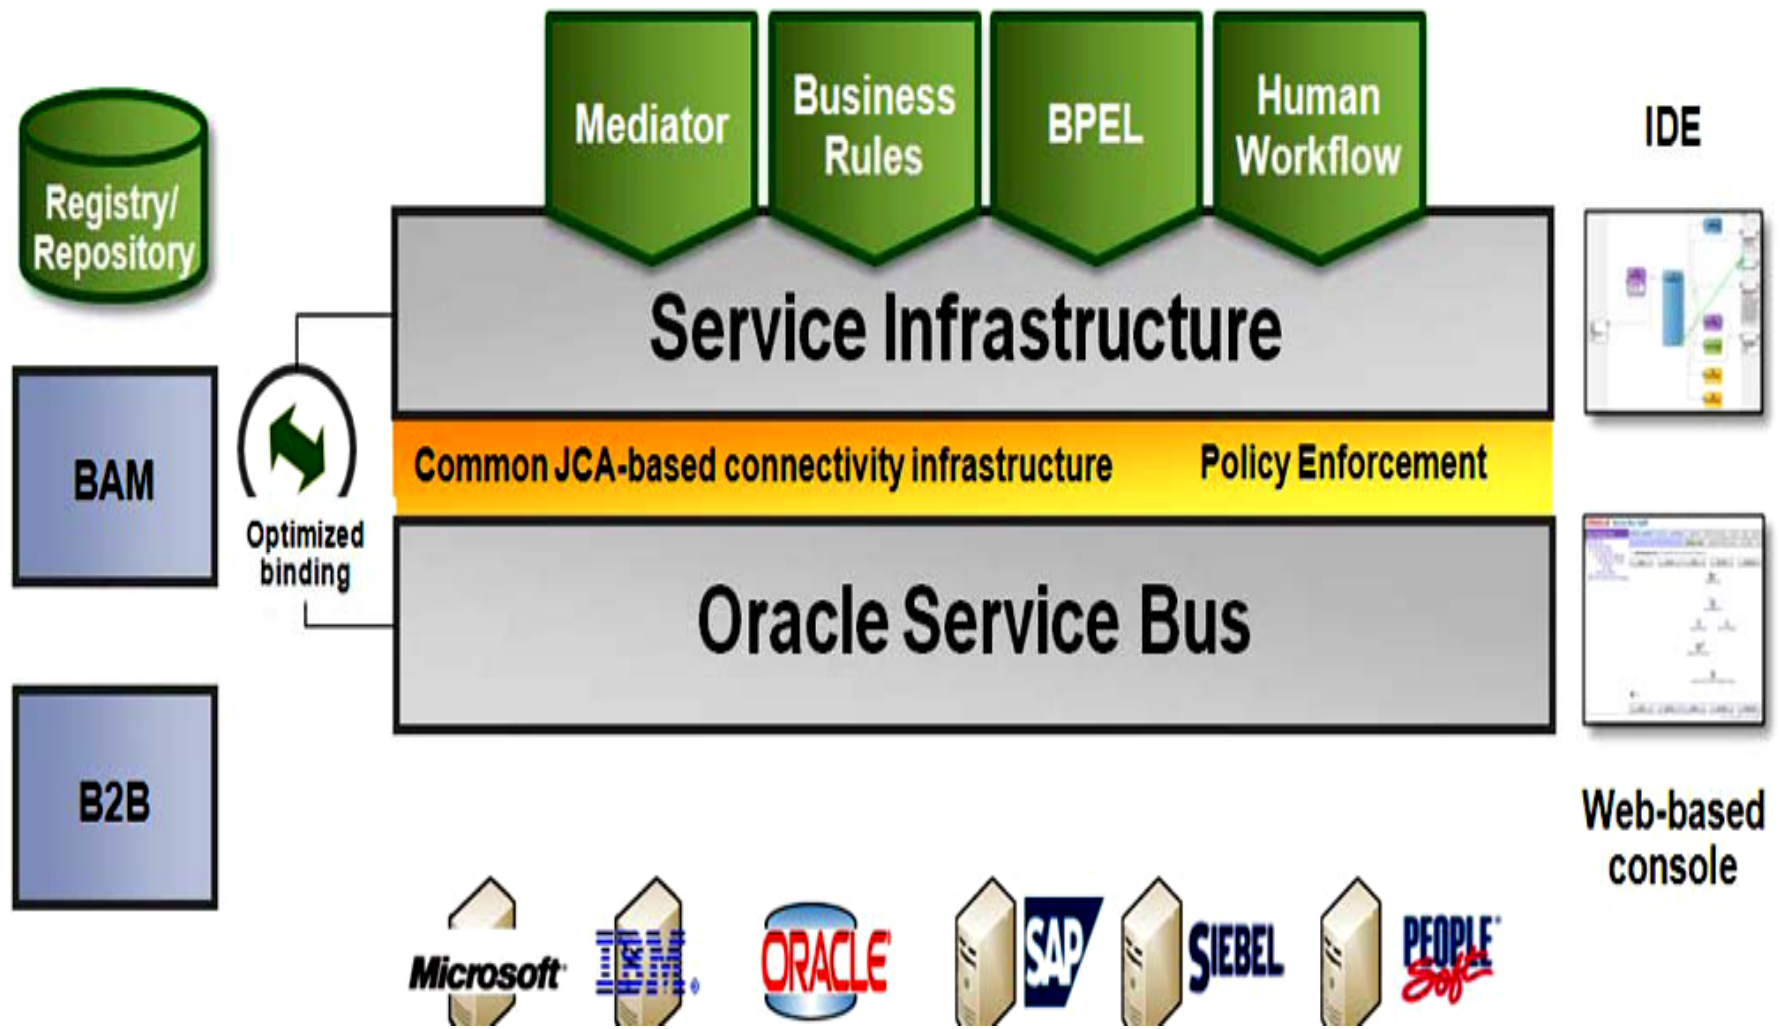 Mediator
Business
Rules
BPEL
Human
Workflow
IDE
Registry/
Repository
Service Infrastructure
BAM
Common JCA-based connectivity infrastructure
Policy Enforcement
Optimized
binding
Oracle Service Bus
B2B
Web-based
console
Microsoft
IBM®
ORACLE
SAP
SIEBEL
PEOPLE
Soft